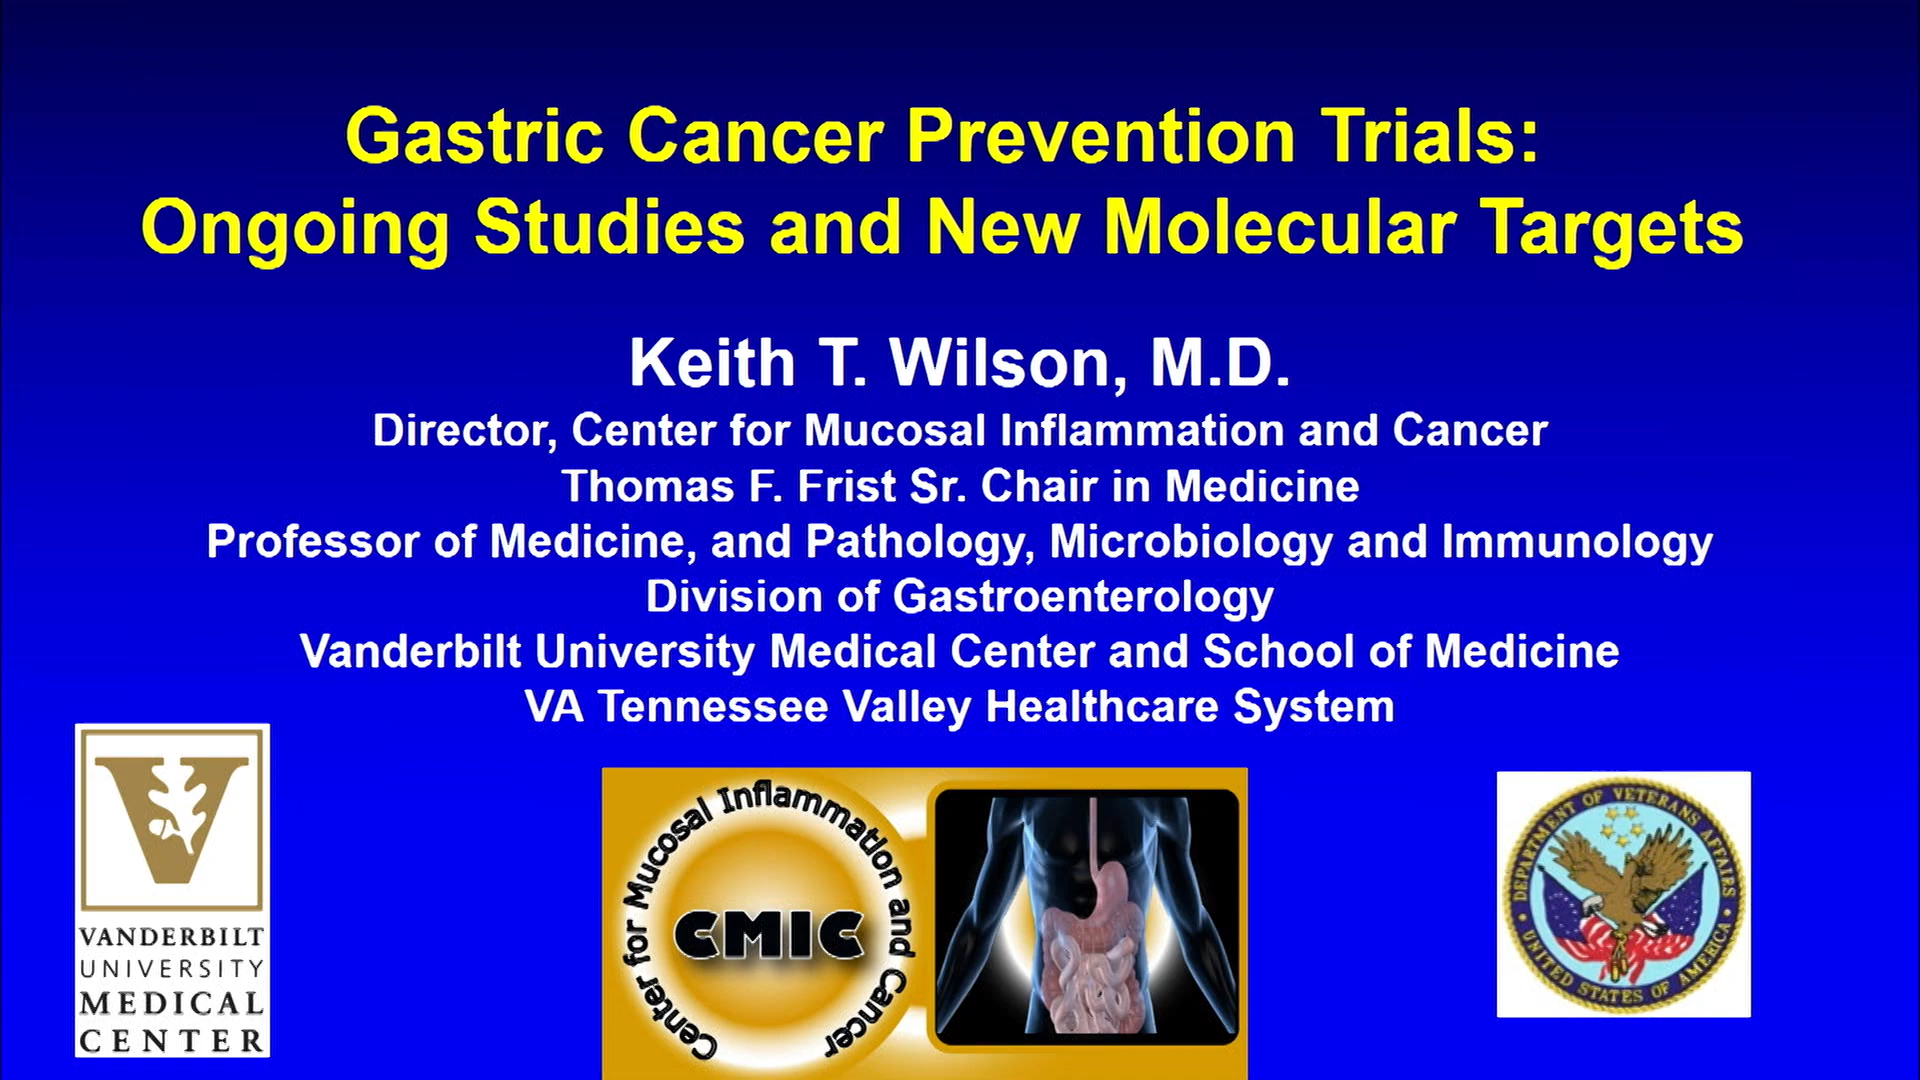 Gastric Cancer Prevention Trials:
Ongoing Studies and New Molecular Targets
Keith T. Wilson, M.D.
Director, Center for Mucosal Inflammation and Cancer
Thomas F. Frist Sr. Chair in Medicine
Professor of Medicine, and Pathology, Microbiology and Immunology
Division of Gastroenterology
Vanderbilt University Medical Center and School of Medicine
VA Tennessee Valley Healthcare System
V
VANDERBILT
UNIVERSITY
MEDICAL
CENTER
Center for Mucosal Inflammation and Cancer
CMIC
DEPARTMENT OF VETERANS AFFAIRS
UNITED STATES OF AMERICA